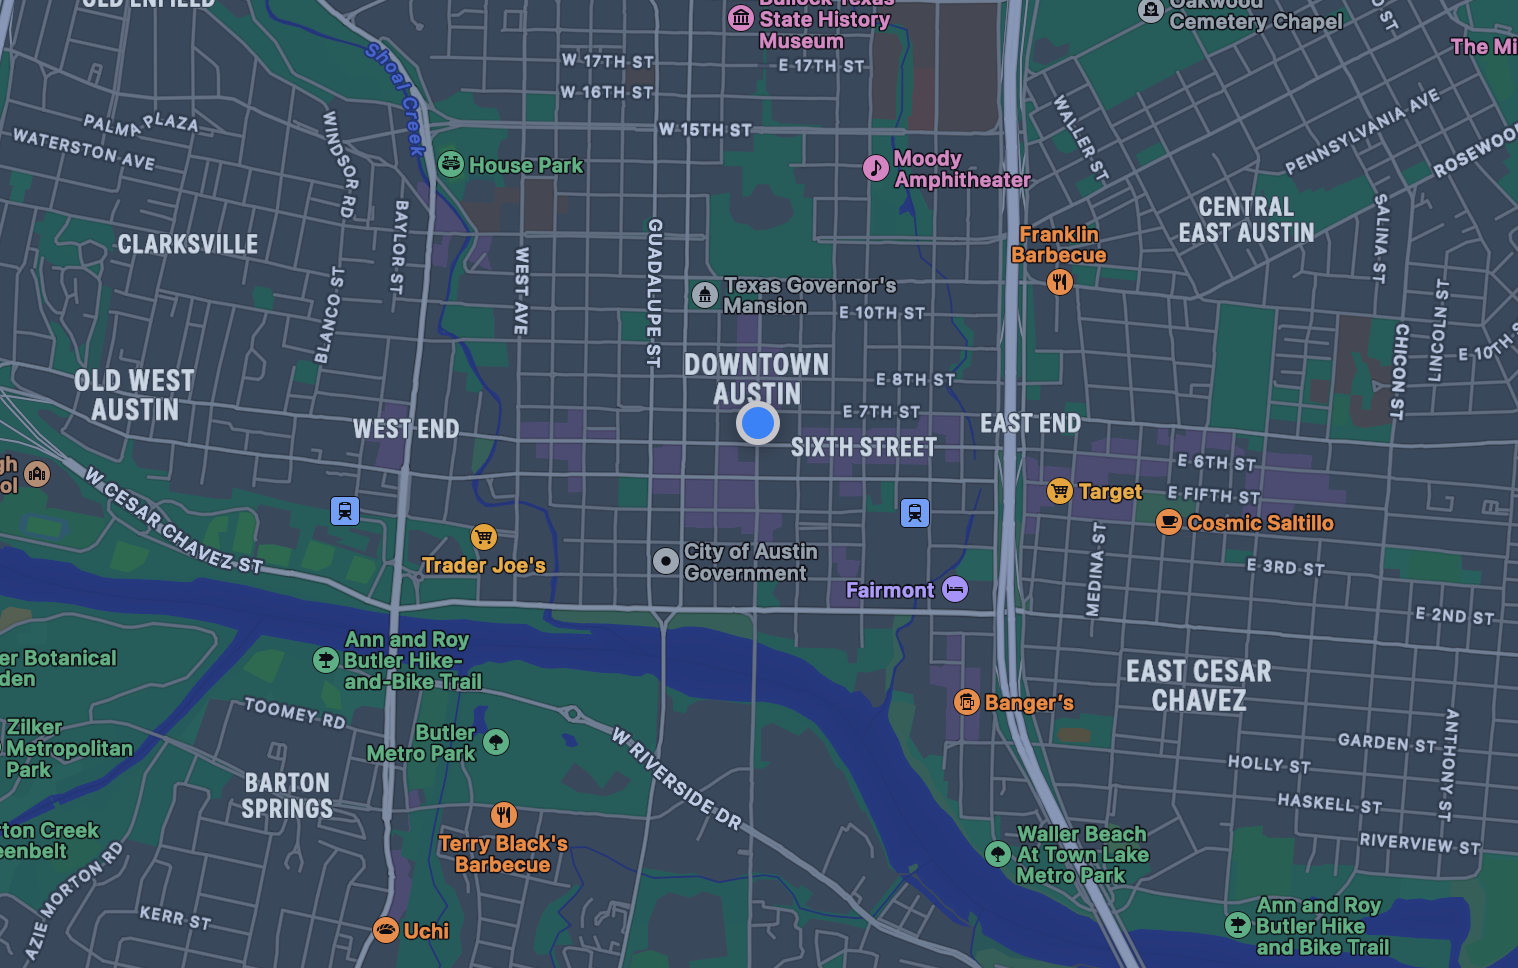 OLD ENFIELD
Bullock Texas
State History
Museum
Oakwood
Cemetery Chapel
The Mi
W 17TH ST
E 17TH ST
W 16TH ST
W 15TH ST
Shoal Creek
PALMA PLAZA
WATERSTON AVE
WINDSOR RD
House Park
Moody
Amphitheater
WALLER ST
PENNSYLVANIA AVE
ROSEWOO
CENTRAL
EAST AUSTIN
SALINA ST
CLARKSVILLE
BAYLOR ST
BLANCO ST
WEST AVE
GUADALUPE ST
Franklin
Barbecue
Texas Governor's
Mansion
E 10TH ST
LINCOLN ST
CHICON ST
E 10TH S
DOWNTOWN
AUSTIN
OLD WEST
AUSTIN
E 8TH ST
E 7TH ST
WEST END
EAST END
SIXTH STREET
E 6TH ST
gh
ol
W CESAR CHAVEZ ST
Target
E FIFTH ST
Cosmic Saltillo
MEDINA ST
Trader Joe's
City of Austin
Government
E 3RD ST
Fairmont
E 2ND ST
Ann and Roy
Butler Hike-
and-Bike Trail
er Botanical
den
EAST CESAR
CHAVEZ
Banger's
TOOMEY RD
Zilker
Metropolitan
Park
Butler
Metro Park
W RIVERSIDE DR
GARDEN ST
ANTHONY ST
HOLLY ST
BARTON
SPRINGS
HASKELL ST
Terry Black's
Barbecue
rton Creek
eenbelt
Waller Beach
At Town Lake
Metro Park
RIVERVIEW ST
AZIE MORTON RD
KERR ST
Uchi
Ann and Roy
Butler Hike
and Bike Trail